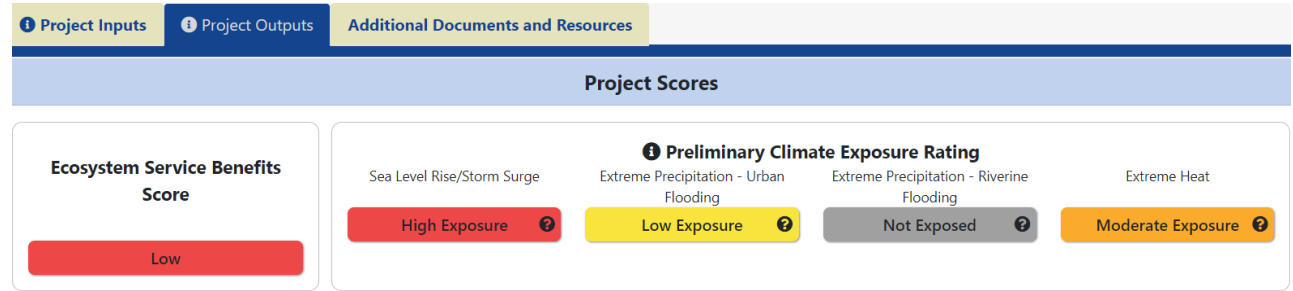 Project Inputs
Project Outputs
Additional Documents and Resources
Project Scores
Ecosystem Service Benefits
Score
Low
Preliminary Climate Exposure Rating
Sea Level Rise/Storm Surge
High Exposure
Extreme Precipitation - Urban
Flooding
Low Exposure
Extreme Precipitation - Riverine
Flooding
Not Exposed
Extreme Heat
Moderate Exposure